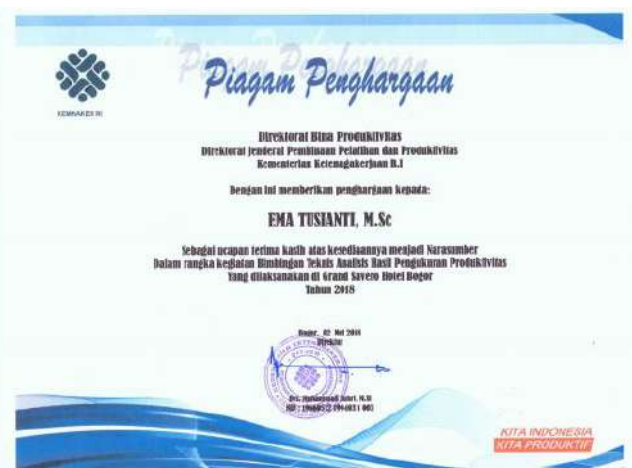 Piagam Penghargaan
KEMNAKER RI
Direktorat Bina Produktivitas
Direktorat Jenderal Pembinaan Pelatihan dan Produktivitas
Kementerian Ketenagakerjaan R.I
Dengan ini memberikan penghargaan kepada:
EMA TUSIANTI, M.Sc
Sebagai ucapan terima kasih atas kesediaannya menjadi Narasumber
Dalam rangka kegiatan Bimbingan Teknis Analisis Hasil Pengukuran Produktivitas
Yang dilaksanakan di Grand Savero Hotel Bogor
Tahun 2018
Bogor, 02 Mei 2018
Direktur
KITA INDONESIA
KITA PRODUKTIF